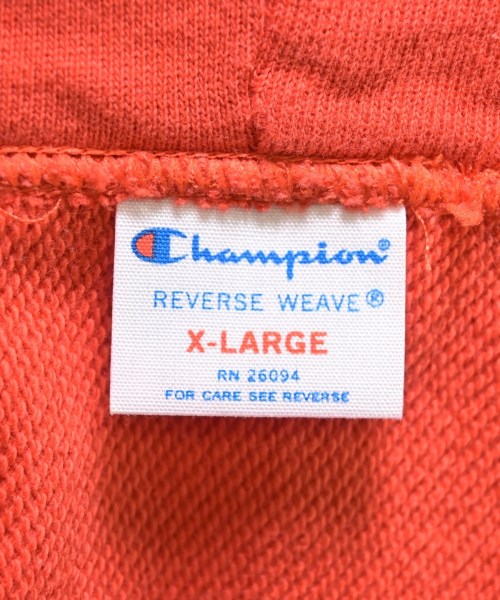 Champion®
REVERSE WEAVE®
X-LARGE
RN 26094
FOR CARE SEE REVERSE